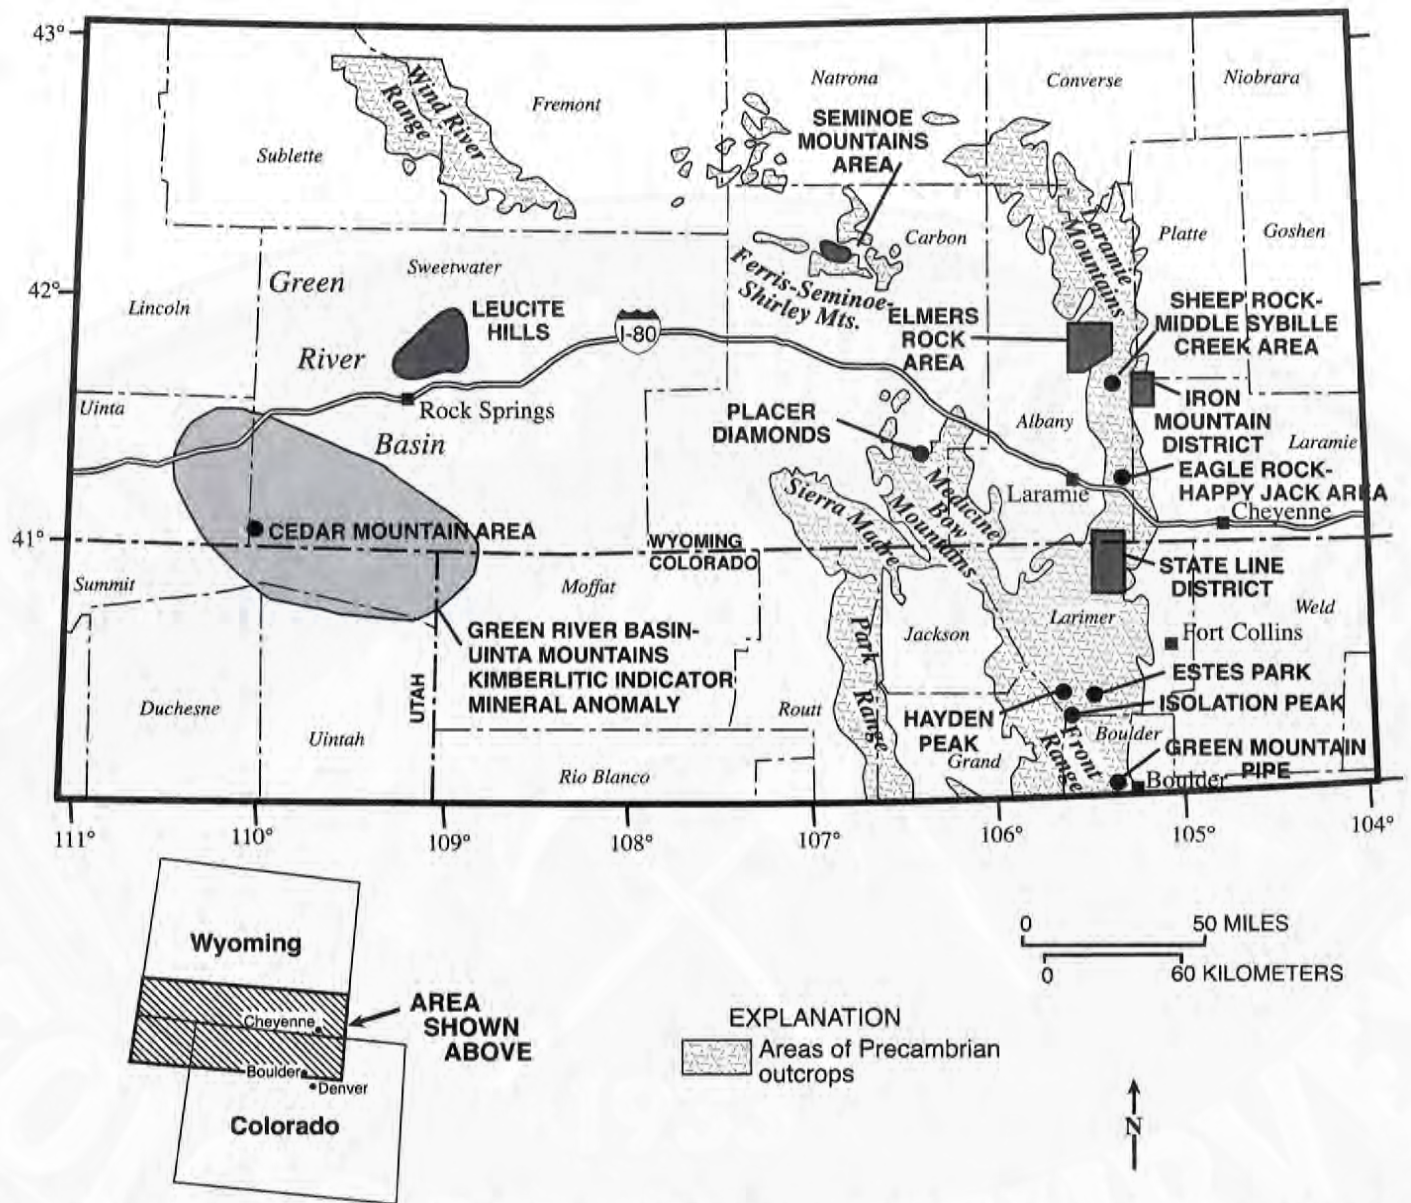 43°
Natrona
Converse
Niobrara
Wind River
Range
Fremont
SEMINOE
MOUNTAINS
AREA
Sublette
Laramie
Mountains
Carbon
Platte
Goshen
Ferris-Seminoe-
Shirley Mts.
Green
Sweetwater
42°
Lincoln
LEUCITE
HILLS
I-80
ELMERS
ROCK
AREA
SHEEP ROCK-
MIDDLE SYBILLE
CREEK AREA
River
Rock Springs
Uinta
PLACER
DIAMONDS
Albany
IRON
MOUNTAIN
DISTRICT
Laramie
Basin
EAGLE ROCK-
HAPPY JACK AREA
Laramie
Cheyenne
Sierra Madre
Medicine
Bow
Mountains
41°
CEDAR MOUNTAIN AREA
WYOMING
COLORADO
STATE LINE
DISTRICT
Summit
Moffat
Larimer
Weld
GREEN RIVER BASIN-
UINTA MOUNTAINS
KIMBERLITIC INDICATOR
MINERAL ANOMALY
Jackson
Fort Collins
Park Range
ESTES PARK
UTAH
Duchesne
Uintah
Routt
HAYDEN
PEAK
ISOLATION PEAK
Front
Range
Boulder
GREEN MOUNTAIN
PIPE
Grand
Rio Blanco
Boulder
111°
110°
109°
108°
107°
106°
105°
104°
Wyoming
Cheyenne
AREA
SHOWN
ABOVE
Boulder
Denver
Colorado
0 50 MILES
0 60 KILOMETERS
EXPLANATION
Areas of Precambrian
outcrops
N